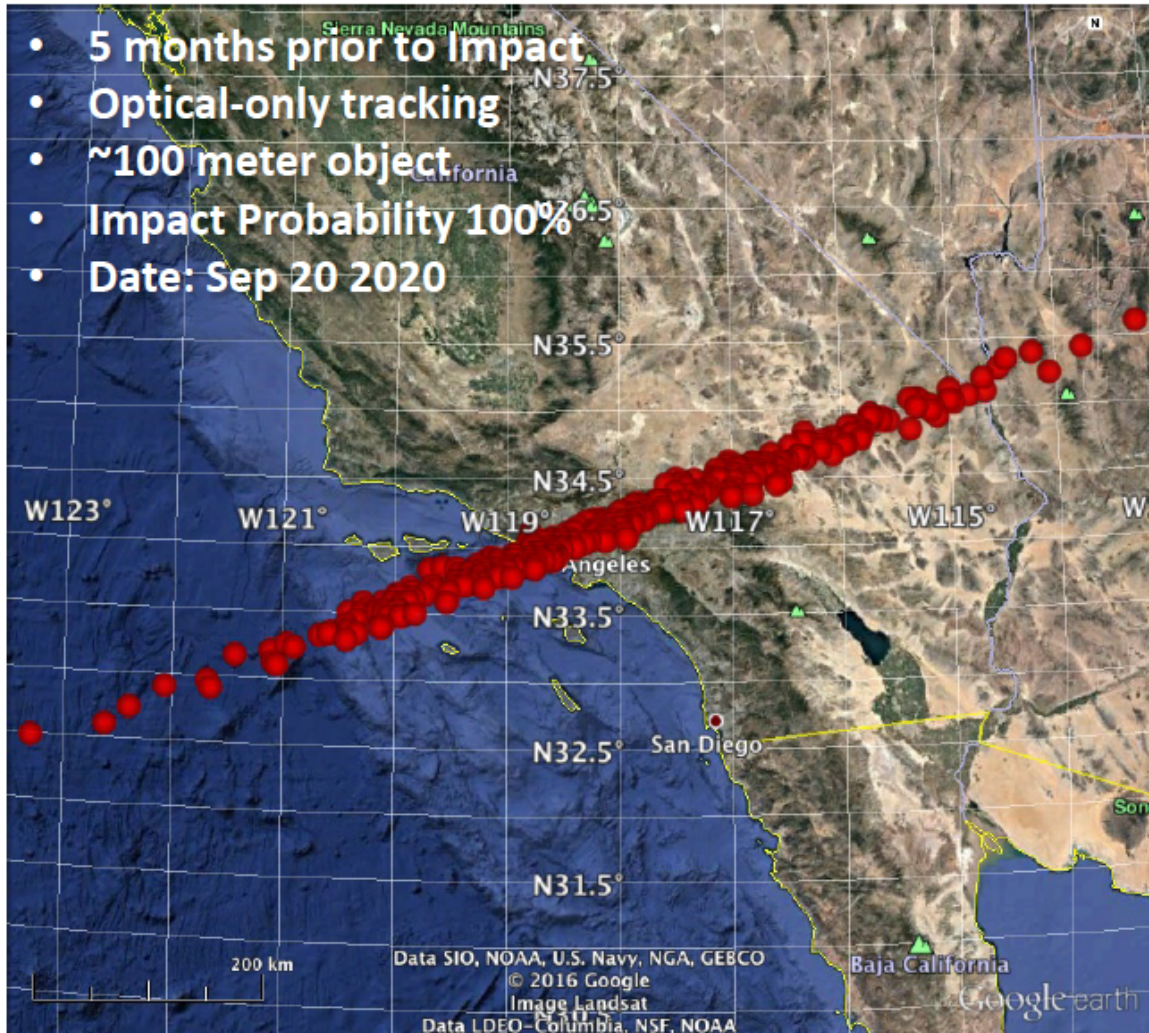 Sierra Nevada Mountains
N
• 5 months prior to Impact
N37.5°
• Optical-only tracking
• ~100 meter object
California
• Impact Probability 100%
N36.5°
• Date: Sep 20 2020
N35.5°
N34.5°
W123°
W121°
W119°
W117°
W115°
W
Angeles
N33.5°
San Diego
N32.5°
Son
N31.5°
200 km
Data SIO, NOAA, U.S. Navy, NGA, GEBCO
© 2016 Google
Image Landsat
Data LDEO-Columbia, NSF, NOAA
Baja California
Google earth